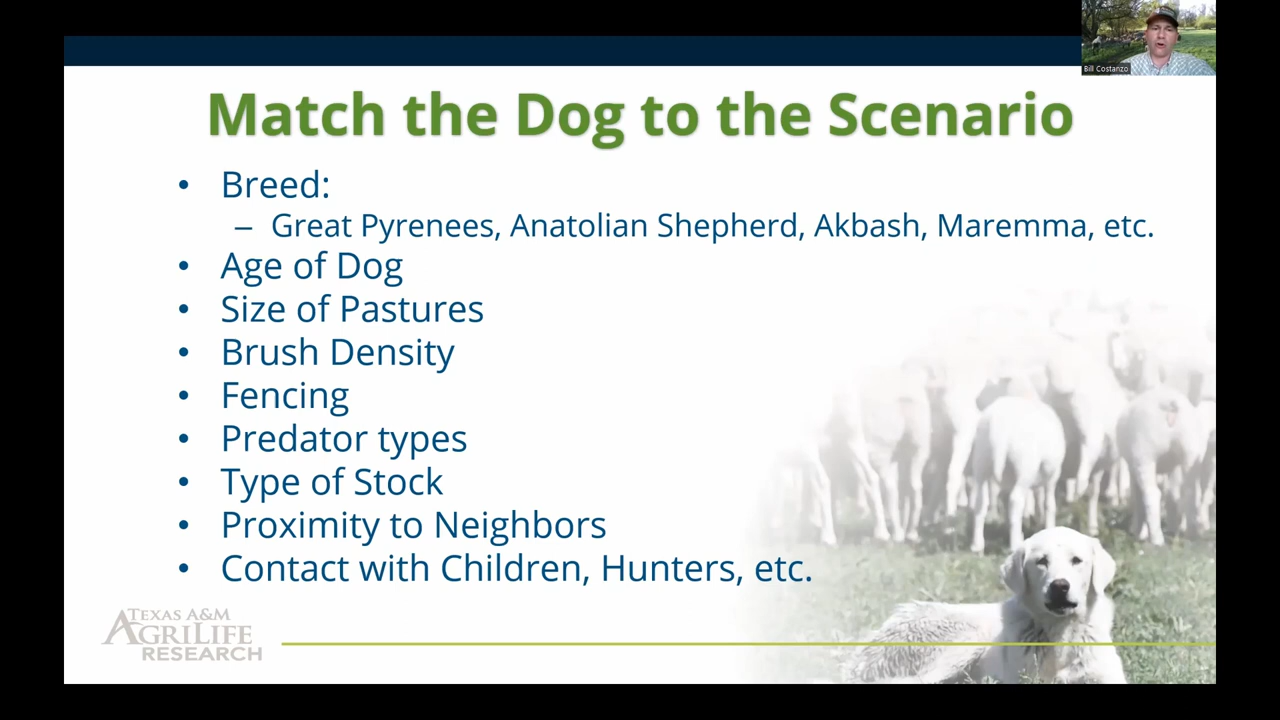 Bill Costanzo
Match the Dog to the Scenario
• Breed:
– Great Pyrenees, Anatolian Shepherd, Akbash, Maremma, etc.
• Age of Dog
• Size of Pastures
• Brush Density
• Fencing
• Predator types
• Type of Stock
• Proximity to Neighbors
• Contact with Children, Hunters, etc.
TEXAS A&M
AGRILIFE
RESEARCH